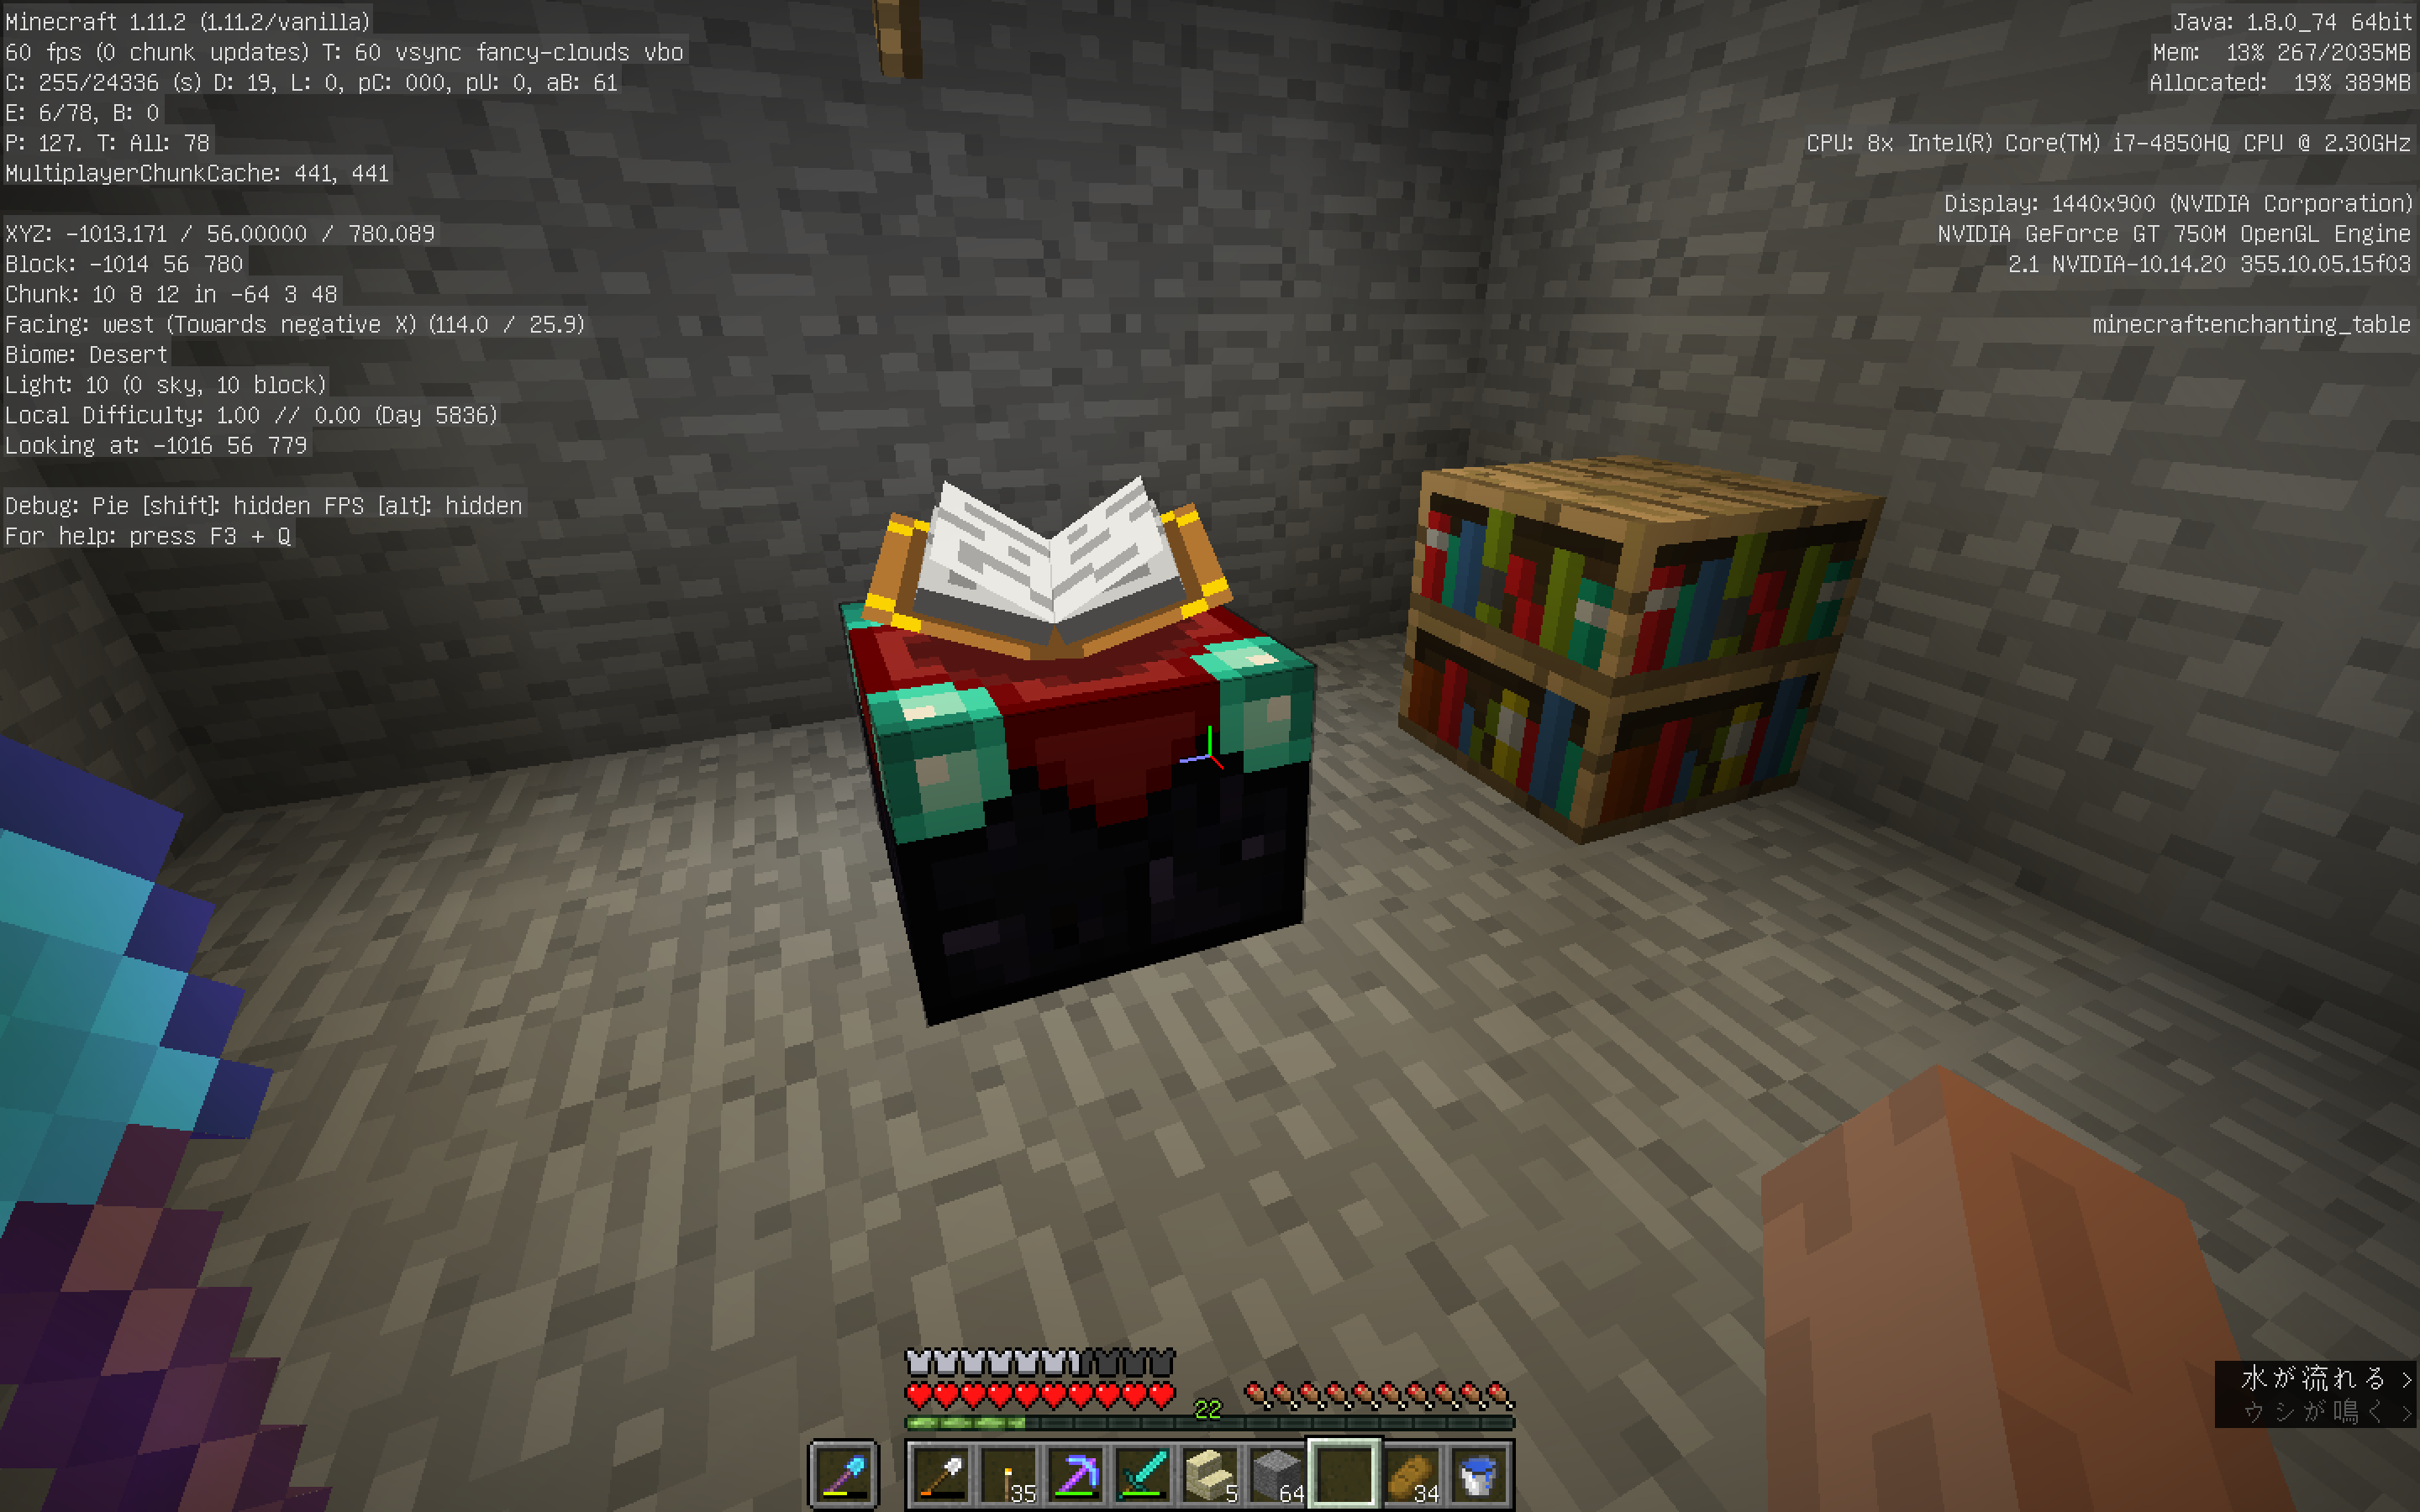 Minecraft 1.11.2 (1.11.2/vanilla)
60 fps (0 chunk updates) T: 60 vsync fancy-clouds vbo
C: 255/24336 (s) D: 19, L: 0, pC: 000, pU: 0, aB: 61
E: 6/78, B: 0
P: 127. T: All: 78
MultiplayerChunkCache: 441, 441
XYZ: -1013.171 / 56.00000 / 780.089
Block: -1014 56 780
Chunk: 10 8 12 in -64 3 48
Facing: west (Towards negative X) (114.0 / 25.9)
Biome: Desert
Light: 10 (0 sky, 10 block)
Local Difficulty: 1.00 // 0.00 (Day 5836)
Looking at: -1016 56 779
Debug: Pie [shift]: hidden FPS [alt]: hidden
For help: press F3 + Q
Java: 1.8.0_74 64bit
Mem: 13% 267/2035MB
Allocated: 19% 389MB
CPU: 8x Intel(R) Core(TM) i7-4850HQ CPU @ 2.30GHz
Display: 1440x900 (NVIDIA Corporation)
NVIDIA GeForce GT 750M OpenGL Engine
2.1 NVIDIA-10.14.20 355.10.05.15f03
minecraft:enchanting_table
水が流れる >
ウシが鳴く >
22
35
5
64
34